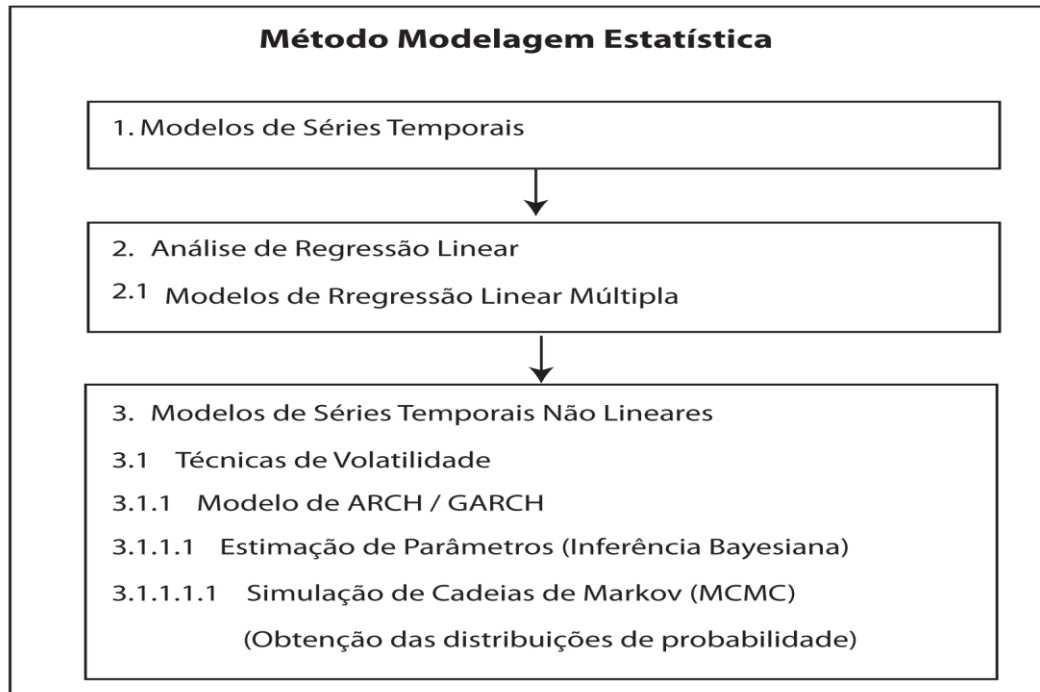 Método Modelagem Estatística
1. Modelos de Séries Temporais
2. Análise de Regressão Linear
2.1 Modelos de Rregressão Linear Múltipla
3. Modelos de Séries Temporais Não Lineares
3.1 Técnicas de Volatilidade
3.1.1 Modelo de ARCH / GARCH
3.1.1.1 Estimação de Parâmetros (Inferência Bayesiana)
3.1.1.1.1 Simulação de Cadeias de Markov (MCMC)
(Obtenção das distribuições de probabilidade)